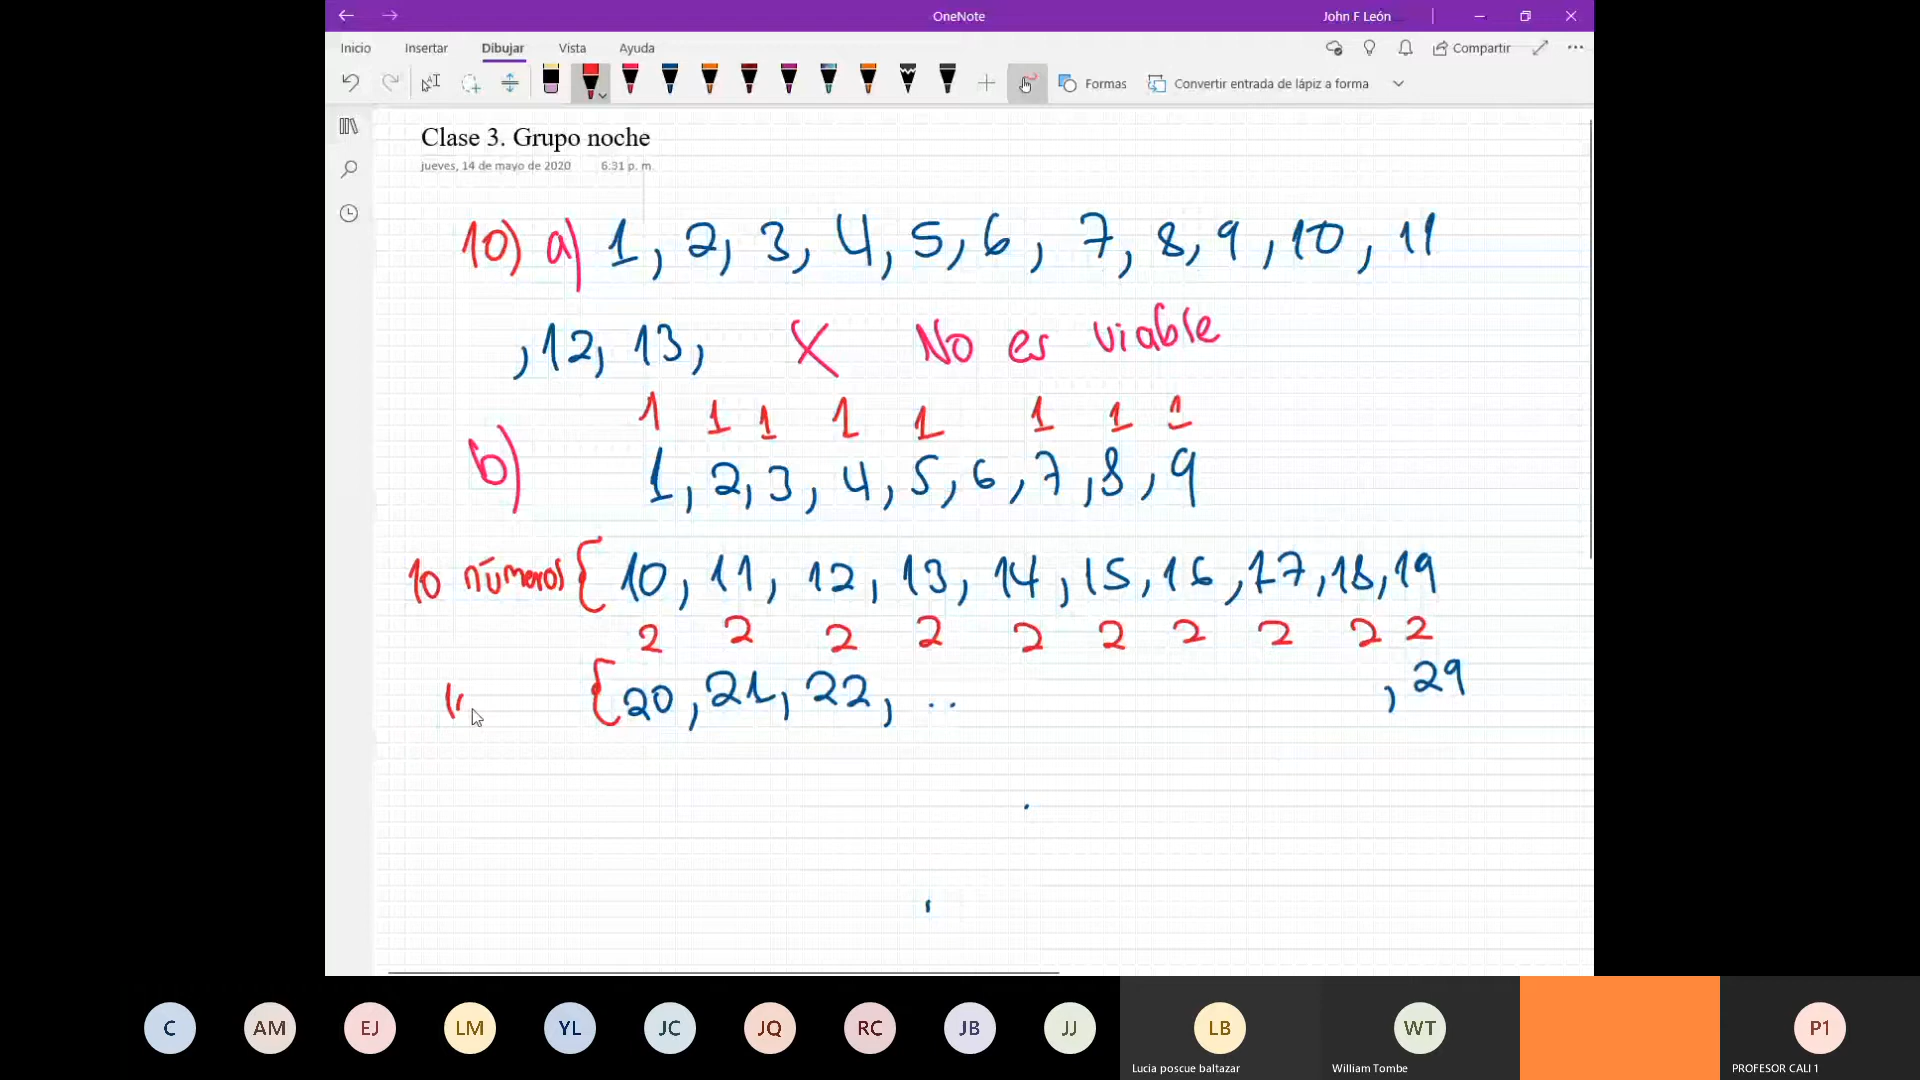 OneNote
John F León
Inicio Insertar Dibujar Vista Ayuda
Compartir
Formas
Convertir entrada de lápiz a forma
Clase 3. Grupo noche
jueves, 14 de mayo de 2020 6:31 p. m.
10) a) 1, 2, 3, 4, 5, 6, 7, 8, 9, 10, 11
, 12, 13, X No es viable
1 1 1 1 1 1 1 1
b) 1, 2, 3, 4, 5, 6, 7, 8, 9
10 números { 10, 11, 12, 13, 14, 15, 16, 17, 18, 19
2 2 2 2 2 2 2 2 2 2
{ 20, 21, 22, .. , 29
C AM EJ LM YL JC JQ RC JB JJ LB WT P1
Lucia poscue baltazar William Tombe PROFESOR CALI 1